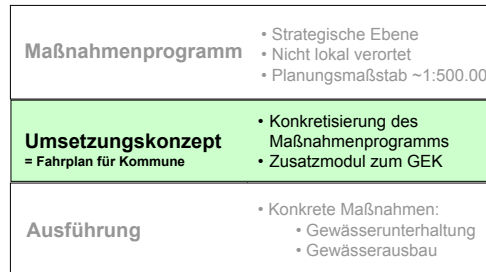 Maßnahmenprogramm
• Strategische Ebene
• Nicht lokal verortet
• Planungsmaßstab ~1:500.00
Umsetzungskonzept
= Fahrplan für Kommune
• Konkretisierung des
Maßnahmenprogramms
• Zusatzmodul zum GEK
Ausführung
• Konkrete Maßnahmen:
• Gewässerunterhaltung
• Gewässerausbau